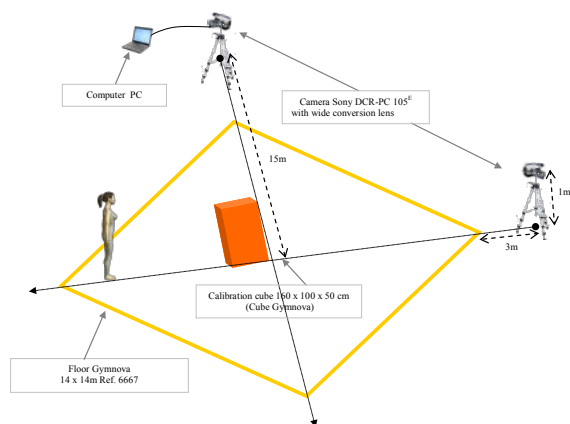 Computer PC
Camera Sony DCR-PC 105E
with wide conversion lens
15m
1m
3m
Calibration cube 160 x 100 x 50 cm
(Cube Gymnova)
Floor Gymnova
14 x 14m Ref. 6667